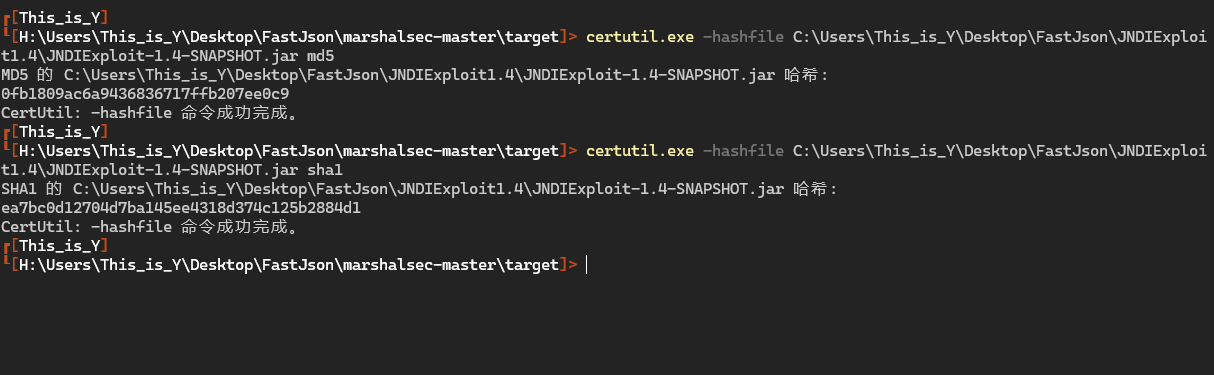 ┏[This_is_Y]
┗[H:\Users\This_is_Y\Desktop\FastJson\marshalsec-master\target]> certutil.exe -hashfile C:\Users\This_is_Y\Desktop\FastJson\JNDIExploi
t1.4\JNDIExploit-1.4-SNAPSHOT.jar md5
MD5 的 C:\Users\This_is_Y\Desktop\FastJson\JNDIExploit1.4\JNDIExploit-1.4-SNAPSHOT.jar 哈希:
0fb1809ac6a9436836717ffb207ee0c9
CertUtil: -hashfile 命令成功完成。
┏[This_is_Y]
┗[H:\Users\This_is_Y\Desktop\FastJson\marshalsec-master\target]> certutil.exe -hashfile C:\Users\This_is_Y\Desktop\FastJson\JNDIExploi
t1.4\JNDIExploit-1.4-SNAPSHOT.jar sha1
SHA1 的 C:\Users\This_is_Y\Desktop\FastJson\JNDIExploit1.4\JNDIExploit-1.4-SNAPSHOT.jar 哈希:
ea7bc0d12704d7ba145ee4318d374c125b2884d1
CertUtil: -hashfile 命令成功完成。
┏[This_is_Y]
┗[H:\Users\This_is_Y\Desktop\FastJson\marshalsec-master\target]>